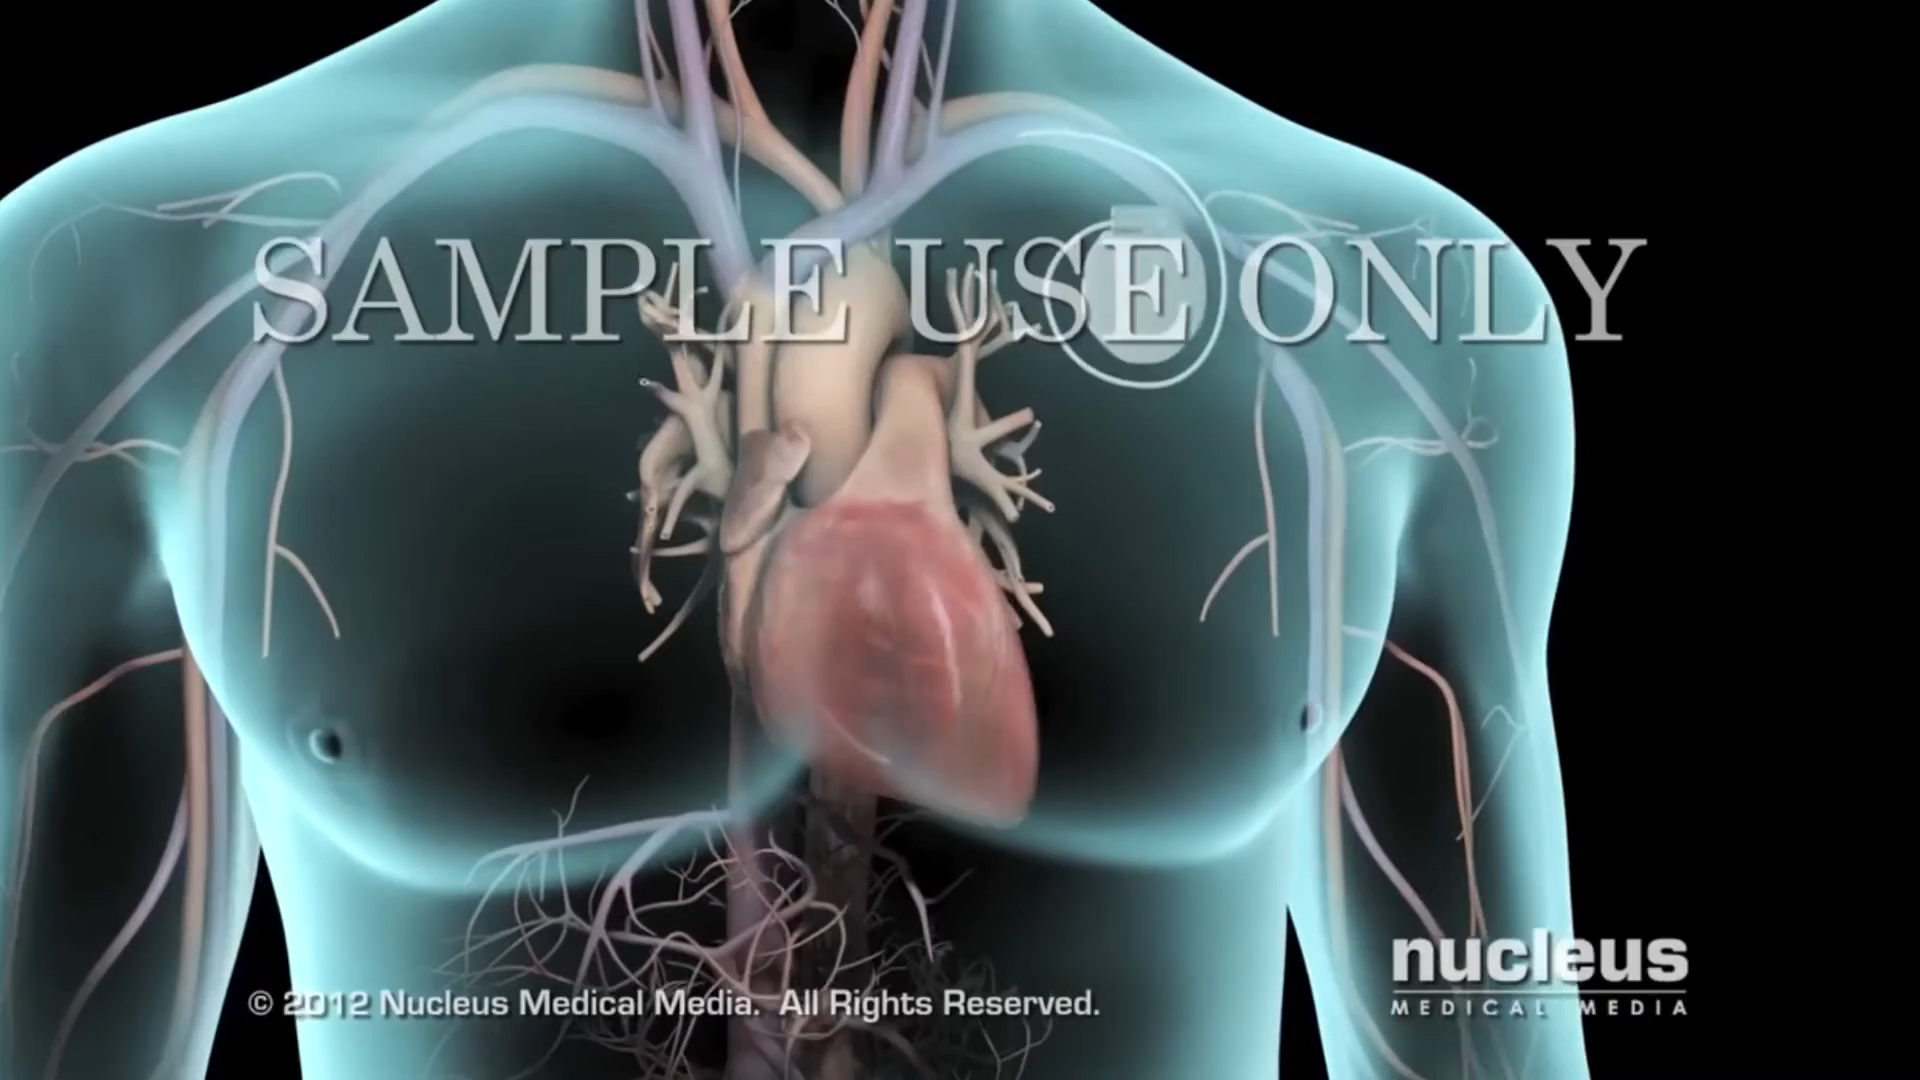 SAMPLE USE ONLY
nucleus
MEDICAL MEDIA
© 2012 Nucleus Medical Media. All Rights Reserved.